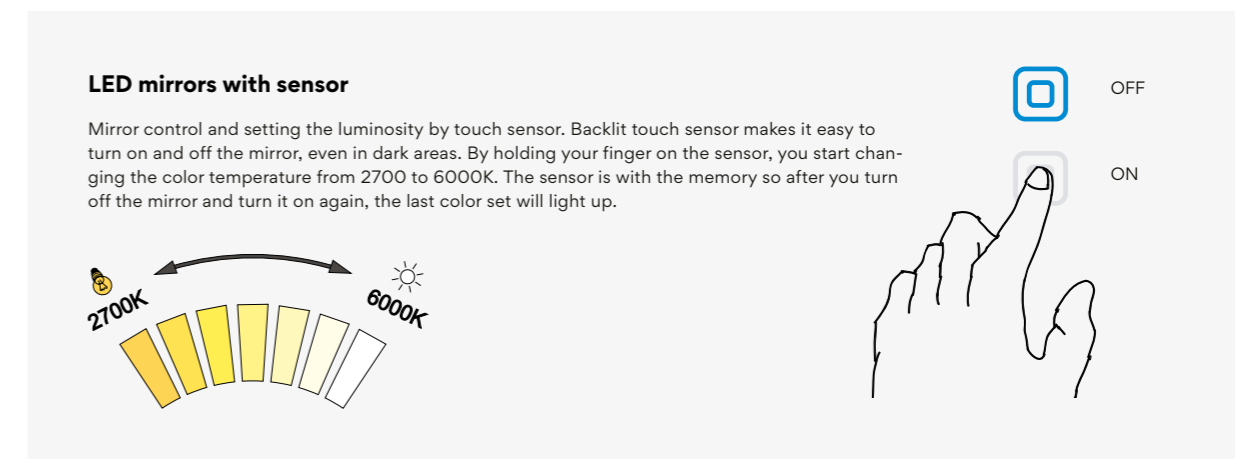 LED mirrors with sensor
OFF
Mirror control and setting the luminosity by touch sensor. Backlit touch sensor makes it easy to
turn on and off the mirror, even in dark areas. By holding your finger on the sensor, you start chan-
ging the color temperature from 2700 to 6000K. The sensor is with the memory so after you turn
off the mirror and turn it on again, the last color set will light up.
ON
2700K
6000K